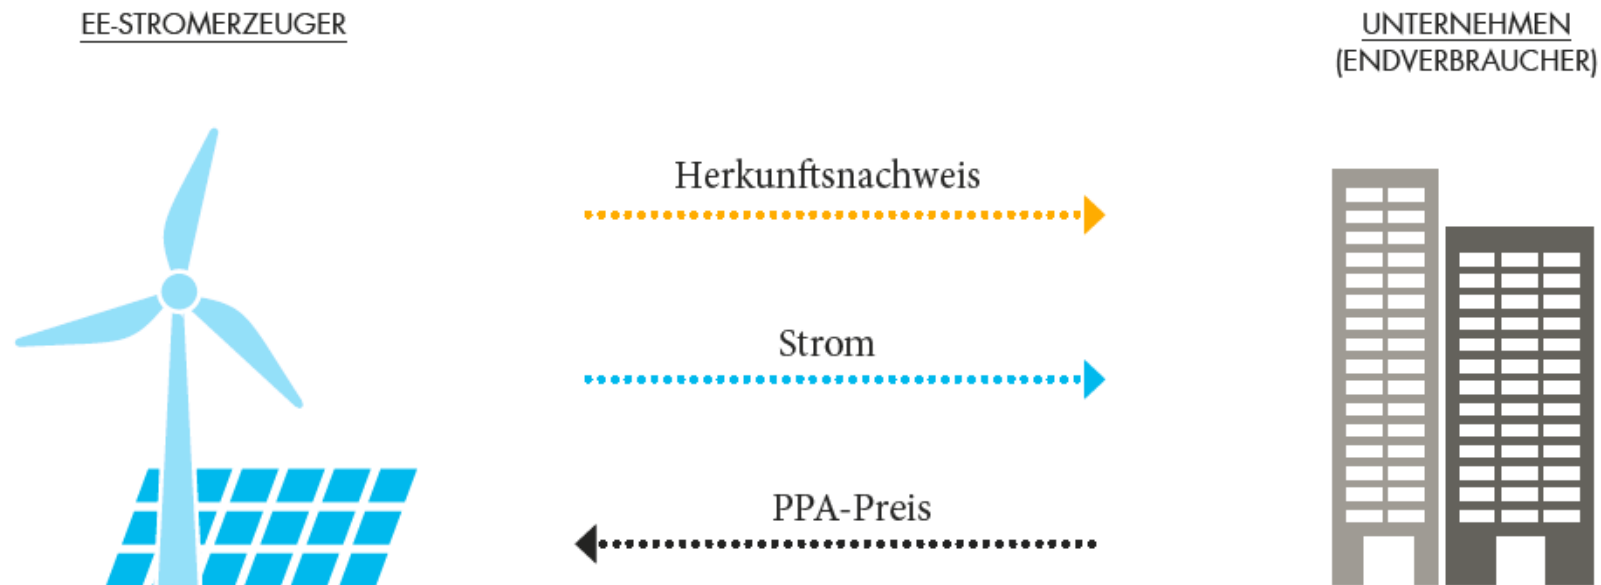 EE-STROMERZEUGER
UNTERNEHMEN
(ENDVERBRAUCHER)
Herkunftsnachweis
Strom
PPA-Preis